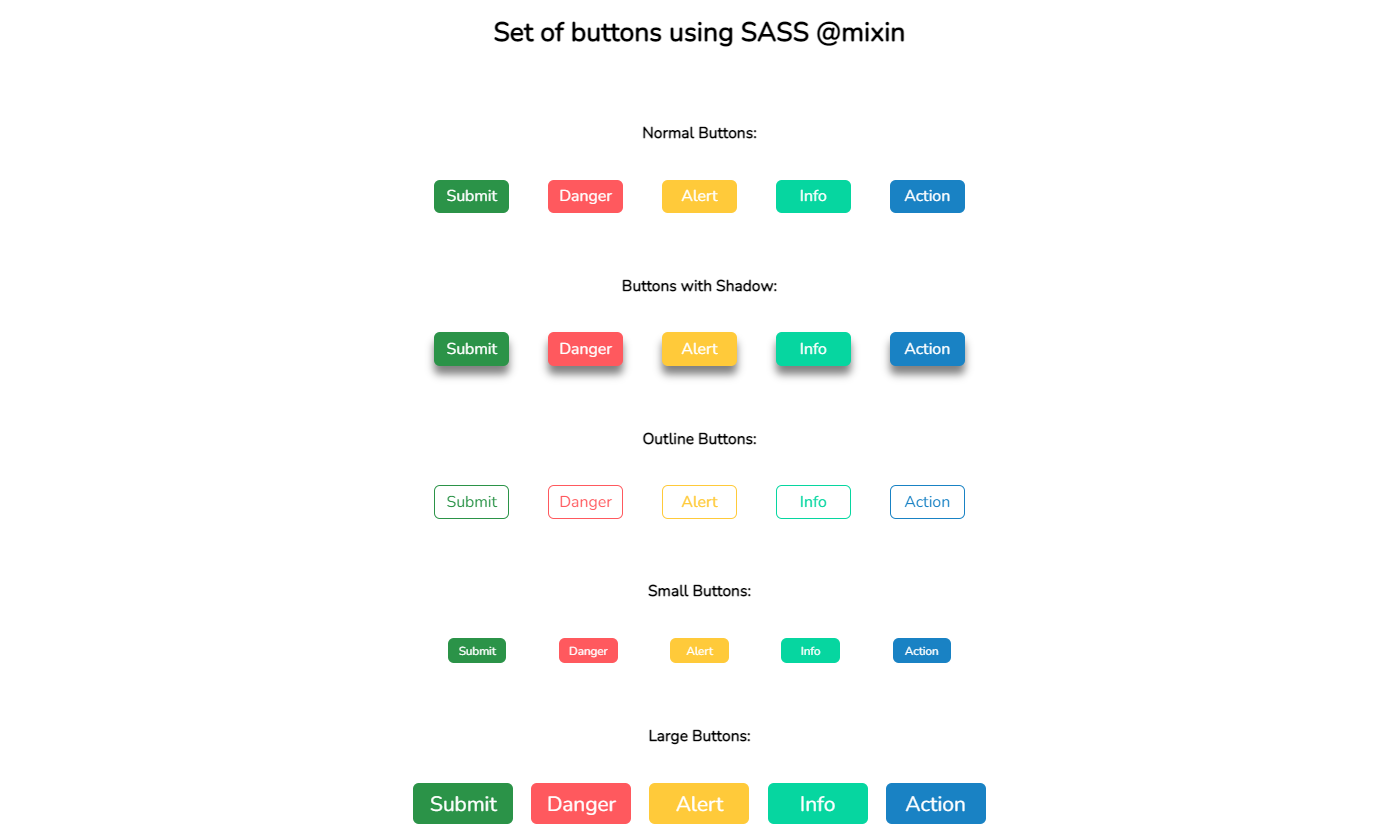 Set of buttons using SASS @mixin
Normal Buttons:
Submit Danger Alert Info Action
Buttons with Shadow:
Submit Danger Alert Info Action
Outline Buttons:
Submit Danger Alert Info Action
Small Buttons:
Submit Danger Alert Info Action
Large Buttons:
Submit Danger Alert Info Action